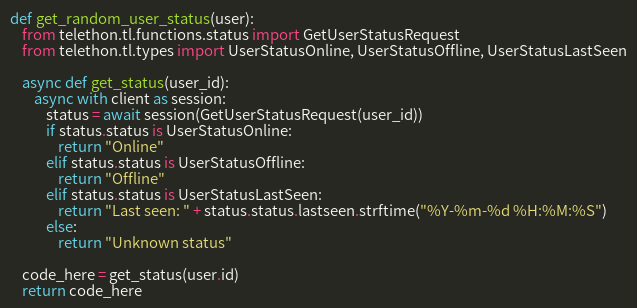 def get_random_user_status(user):
from telethon.tl.functions.status import GetUserStatusRequest
from telethon.tl.types import UserStatusOnline, UserStatusOffline, UserStatusLastSeen
async def get_status(user_id):
async with client as session:
status = await session(GetUserStatusRequest(user_id))
if status.status is UserStatusOnline:
return "Online"
elif status.status is UserStatusOffline:
return "Offline"
elif status.status is UserStatusLastSeen:
return "Last seen: " + status.status.lastseen.strftime("%Y-%m-%d %H:%M:%S")
else:
return "Unknown status"
code_here = get_status(user.id)
return code_here